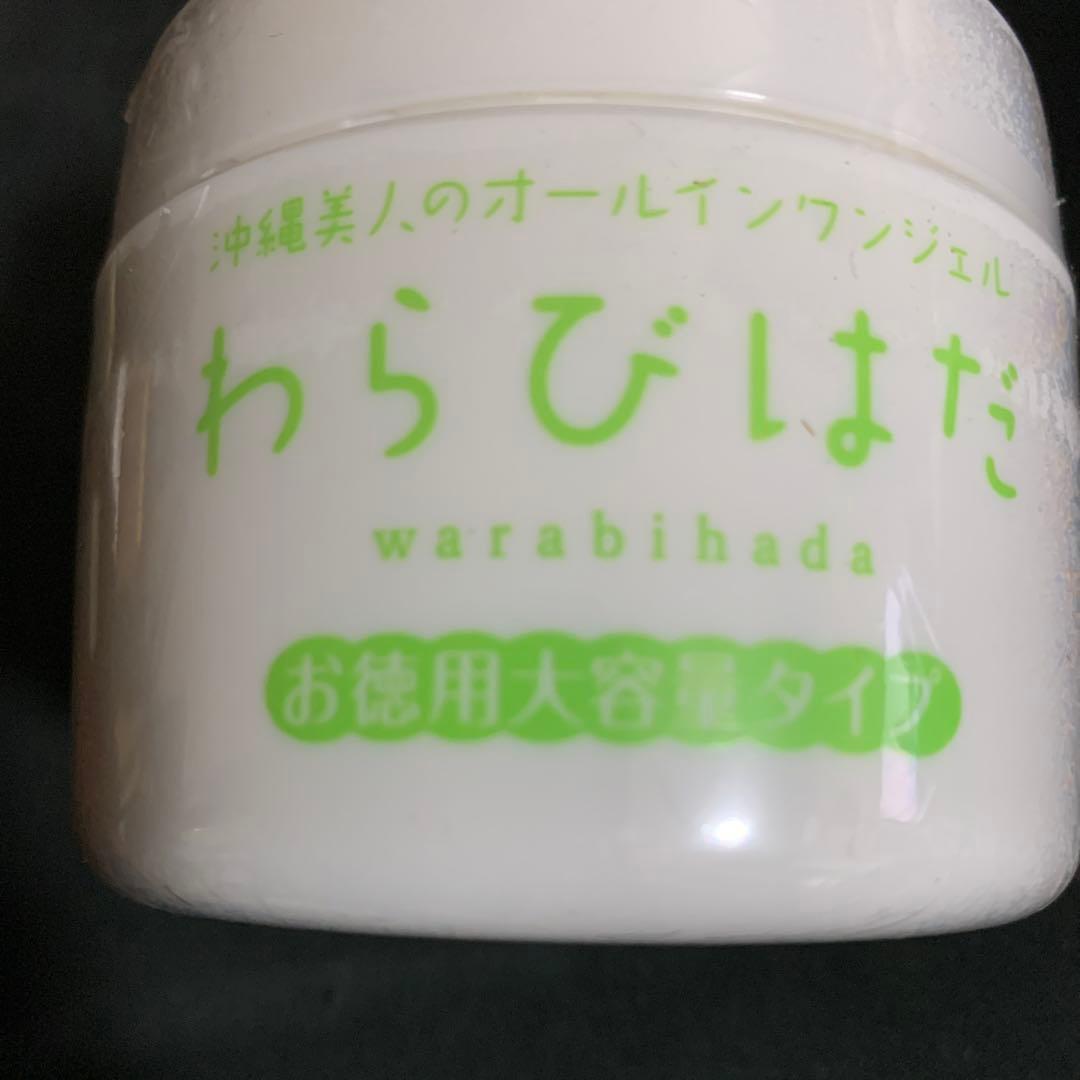 沖縄美人のオールインワンジェル
わらびはだ
warabihada
お徳用大容量タイプ